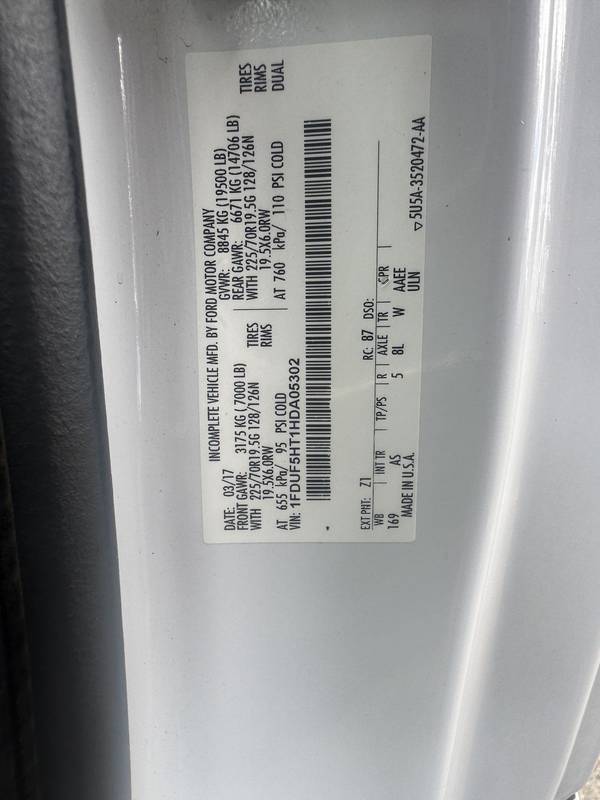 INCOMPLETE VEHICLE MFD. BY FORD MOTOR COMPANY
DATE: 03/17 GVWR: 8845 KG (19500 LB)
FRONT GAWR: 3175 KG (7000 LB) REAR GAWR: 6671 KG (14706 LB)
WITH 225/70R19.5G 128/126N TIRES WITH 225/70R19.5G 128/126N TIRES
19.5X6.0RW RIMS 19.5X6.0RW RIMS
AT 655 kPa/ 95 PSI COLD AT 760 kPa/ 110 PSI COLD DUAL
VIN: 1FDUF5HT1HDA05302
*
EXT PNT: Z1 RC: 87 DSO:
WB INT TR TP/PS R AXLE TR SPR
169 AS 5 8L W AAEE
MADE IN U.S.A. ULN
▽5U5A-3520472-AA